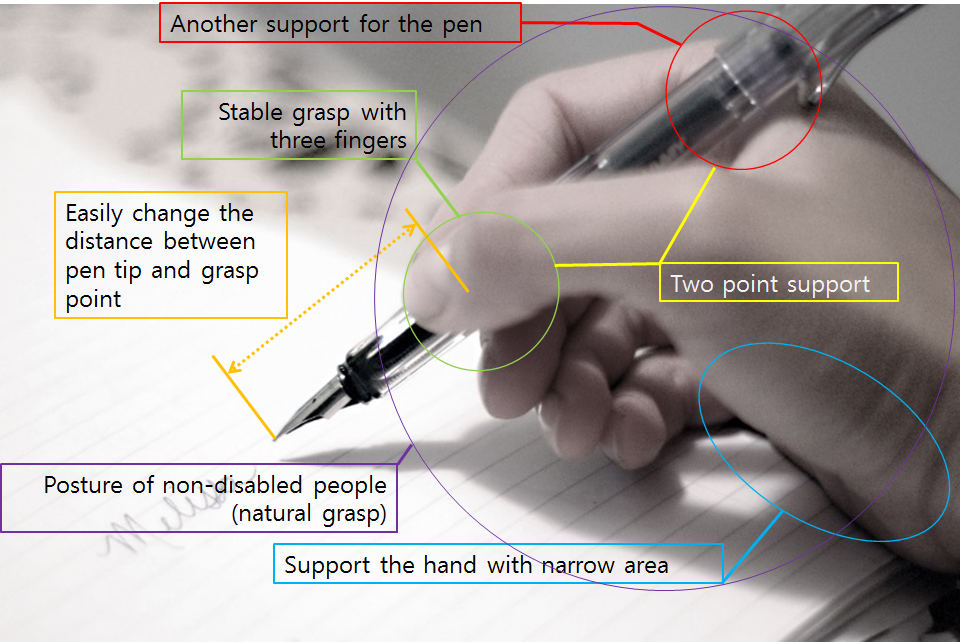 Another support for the pen
Stable grasp with
three fingers
Easily change the
distance between
pen tip and grasp
point
Two point support
Posture of non-disabled people
(natural grasp)
Support the hand with narrow area